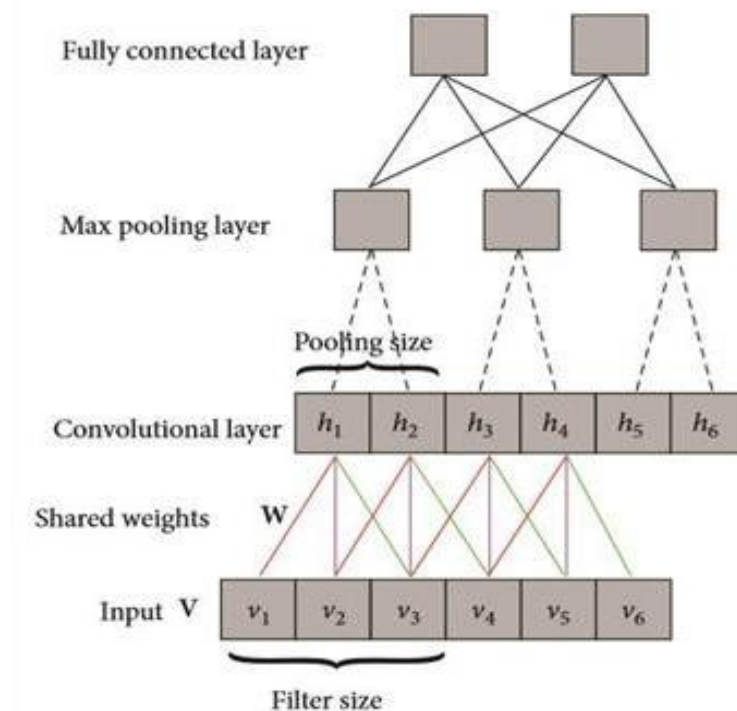 Fully connected layer
Max pooling layer
Pooling size
Convolutional layer h₁ h₂ h₃ h₄ h₅ h₆
Shared weights W
Input V v₁ v₂ v₃ v₄ v₅ v₆
Filter size